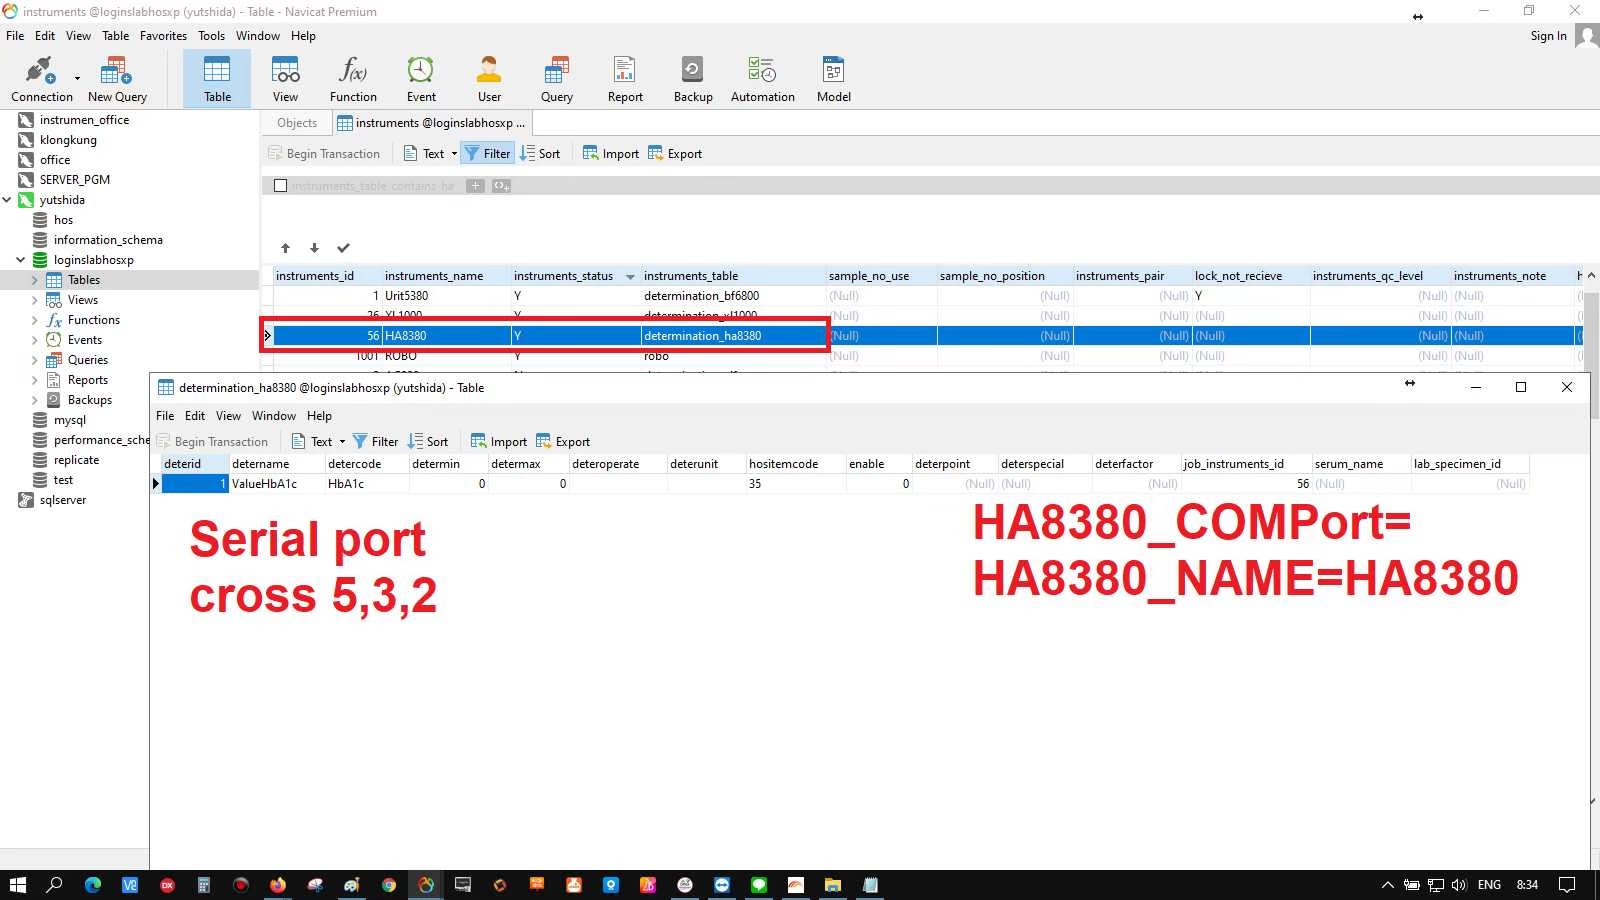 instruments @loginslabhosxp (yutshida) - Table - Navicat Premium
File Edit View Table Favorites Tools Window Help
Sign In
Connection New Query Table View Function Event User Query Report Backup Automation Model
instrumen_office
klongkung
office
SERVER_PGM
yutshida
hos
information_schema
loginslabhosxp
Tables
Views
Functions
Events
Queries
Reports
Backups
mysql
performance_sche
replicate
test
sqlserver
Objects instruments @loginslabhosxp ...
Begin Transaction Text Filter Sort Import Export
instruments_table contains ha
instruments_id instruments_name instruments_status instruments_table sample_no_use sample_no_position instruments_pair lock_not_recieve instruments_qc_level instruments_note h
1 Urit5380 Y determination_bf6800 (Null) (Null) (Null) Y (Null) (Null)
26 XL1000 Y determination_xl1000
56 HA8380 Y determination_ha8380 (Null) (Null) (Null) (Null) (Null) (Null)
1001 ROBO Y robo (Null) (Null) (Null) (Null) (Null) (Null)
determination_ha8380 @loginslabhosxp (yutshida) - Table
File Edit View Window Help
Begin Transaction Text Filter Sort Import Export
deterid detername detercode determin determax deteroperate deterunit hositemcode enable deterpoint deterspecial deterfactor job_instruments_id serum_name lab_specimen_id
1 ValueHbA1c HbA1c 0 0 35 0 (Null) (Null) (Null) 56 (Null) (Null)
Serial port
cross 5,3,2
HA8380_COMPort=
HA8380_NAME=HA8380
ENG 8:34